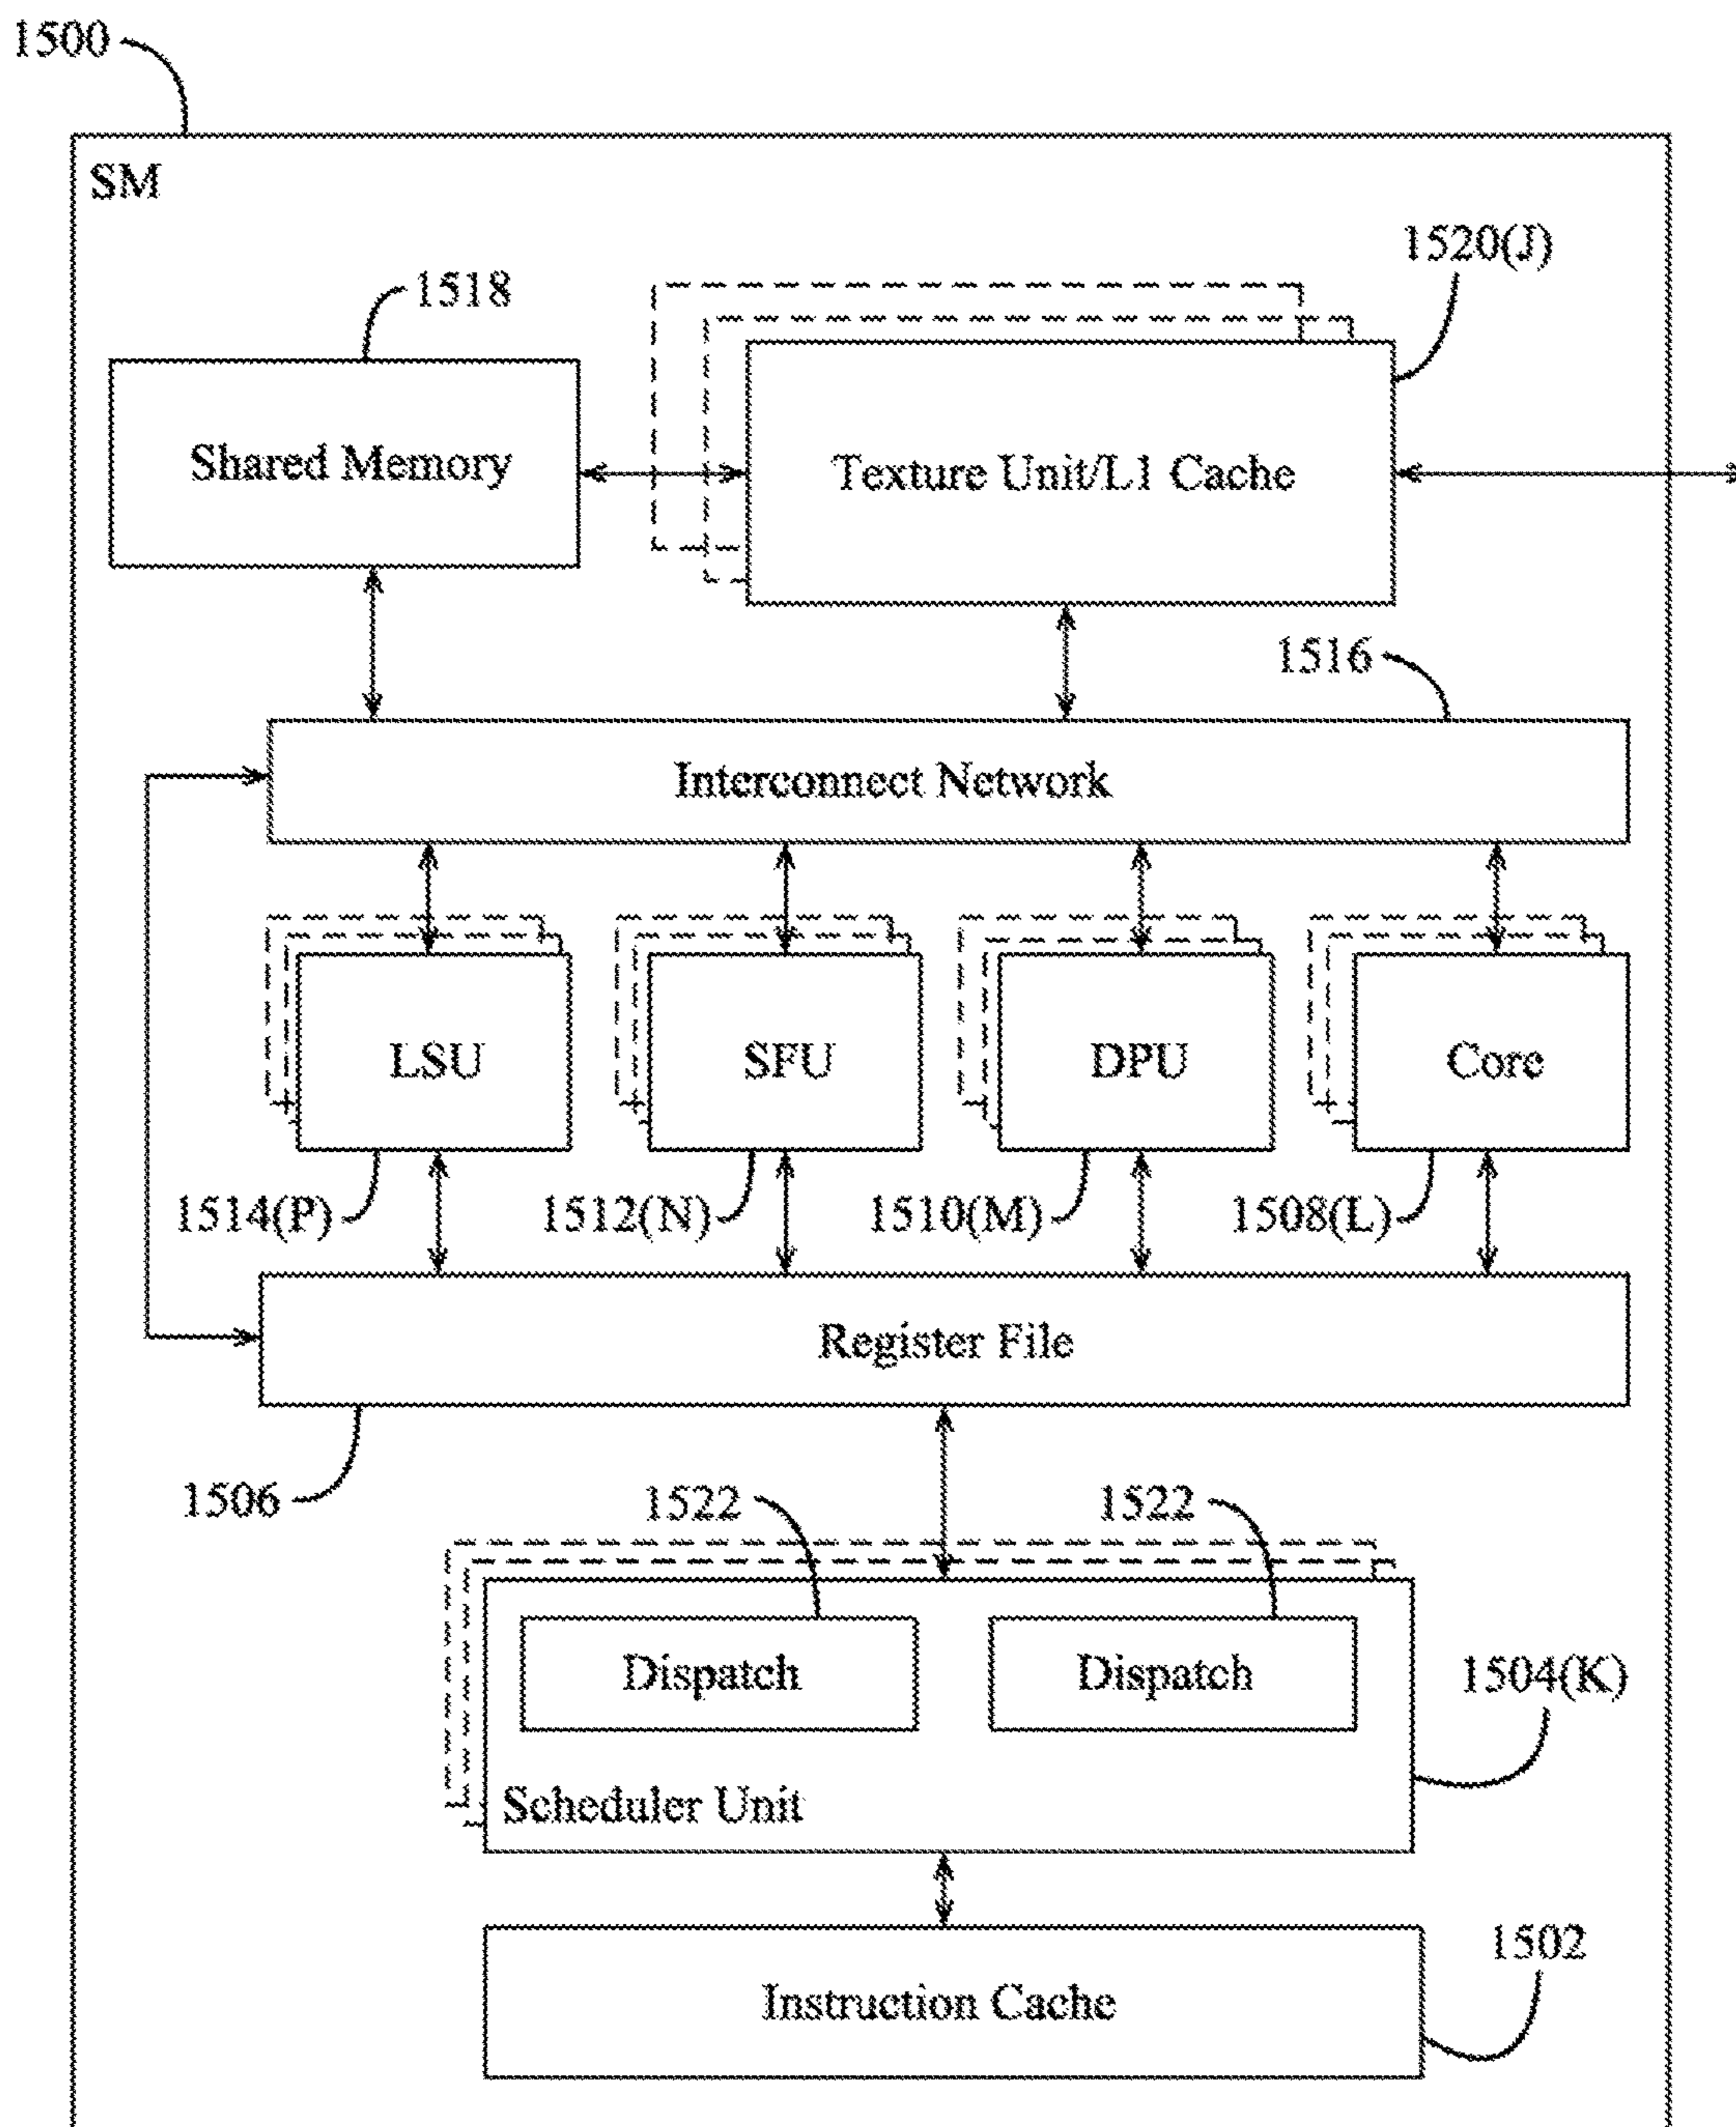 1500
SM
1520(J)
1518
Shared Memory
Texture Unit/L1 Cache
1516
Interconnect Network
LSU
SFU
DPU
Core
1514(P)
1512(N)
1510(M)
1508(L)
Register File
1506
1522
1522
Dispatch
Dispatch
1504(K)
Scheduler Unit
1502
Instruction Cache